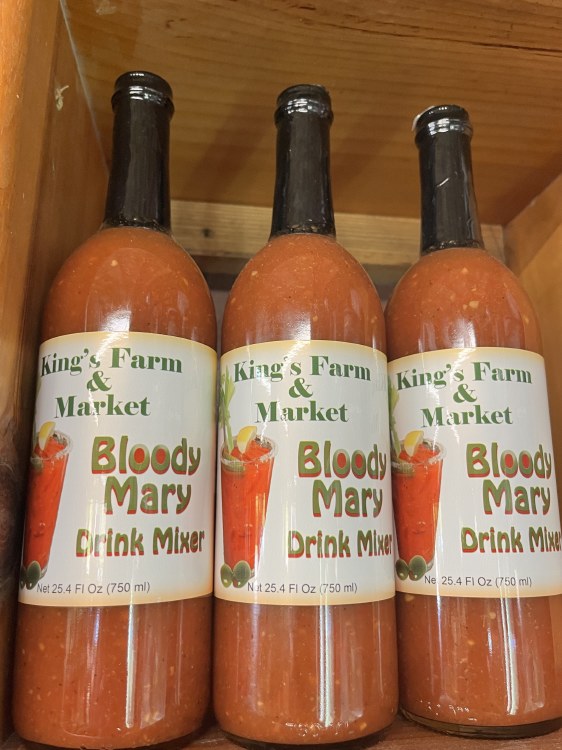 King's Farm
&
Market
Bloody
Mary
Drink Mixer
Net 25.4 Fl Oz (750 ml)
King's Farm
&
Market
Bloody
Mary
Drink Mixer
Net 25.4 Fl Oz (750 ml)
King's Farm
&
Market
Bloody
Mary
Drink Mixer
Net 25.4 Fl Oz (750 ml)